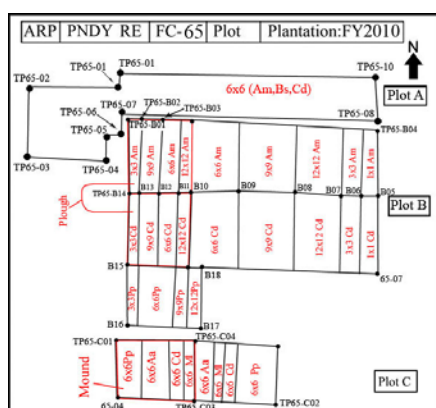 ARP PNDY RE FC-65 Plot Plantation:FY2010
N
TP65-01 TP65-01 TP65-10
TP65-02
6x6 (Am,Bs,Cd) Plot A
TP65-07 TP65-B02
TP65-06 TP65-B03 TP65-08
TP65-05 TP65-B01 TP65-B04
TP65-03 TP65-04
3x3 Am 9x9 Am 6x6 Am 12x12 Am 6x6 Am 9x9 Am 12x12 Am 3x3 Am 1x1 Am
TP65-B14 B13 B12 B11 B10 B09 B08 B07 B06 B05
Plough
Plot B
3x3 Cd 9x9 Cd 6x6 Cd 12x12 Cd 6x6 Cd 9x9 Cd 12x12 Cd 3x3 Cd 1x1 Cd
B15 B18 65-07
3x3Pp 6x6Pp 9x9Pp 12x12Pp
B16 B17
TP65-C01 TP65-C04
Mound
6x6Pp 6x6Aa 6x6 Cd 6x6 Ml 6x6 Aa 6x6 Ml 6x6 Cd 6x6 Pp
Plot C
65-04 TP65-C03 TP65-C02